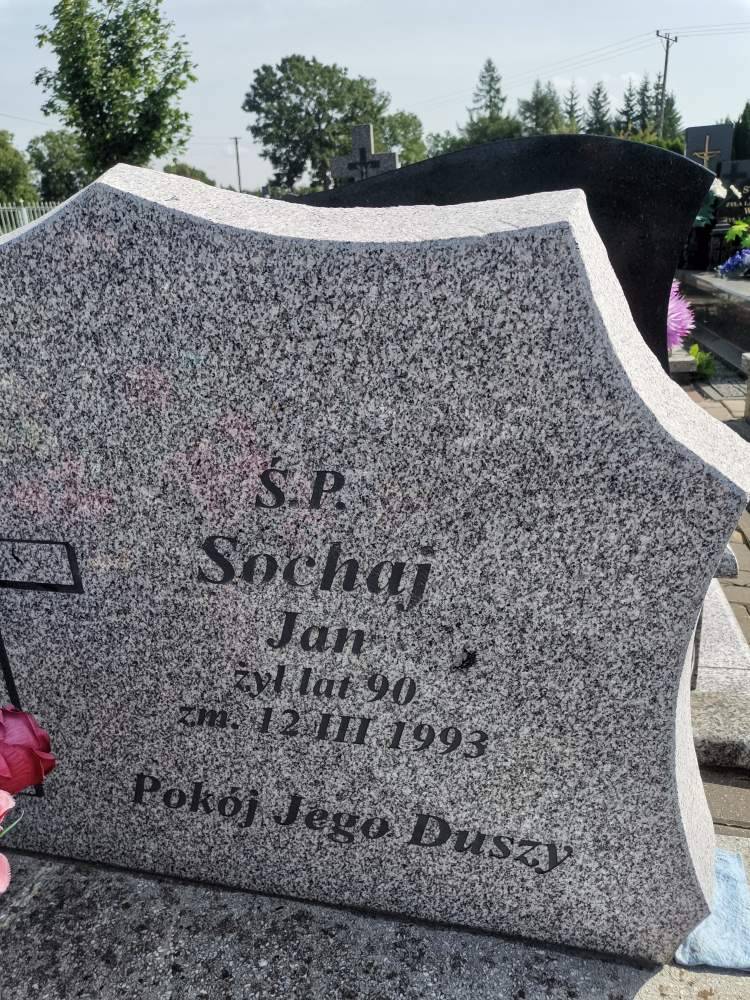 Ś.P.
Sochaj
Jan
żył lat 90
zm. 12 III 1993
Pokój Jego Duszy